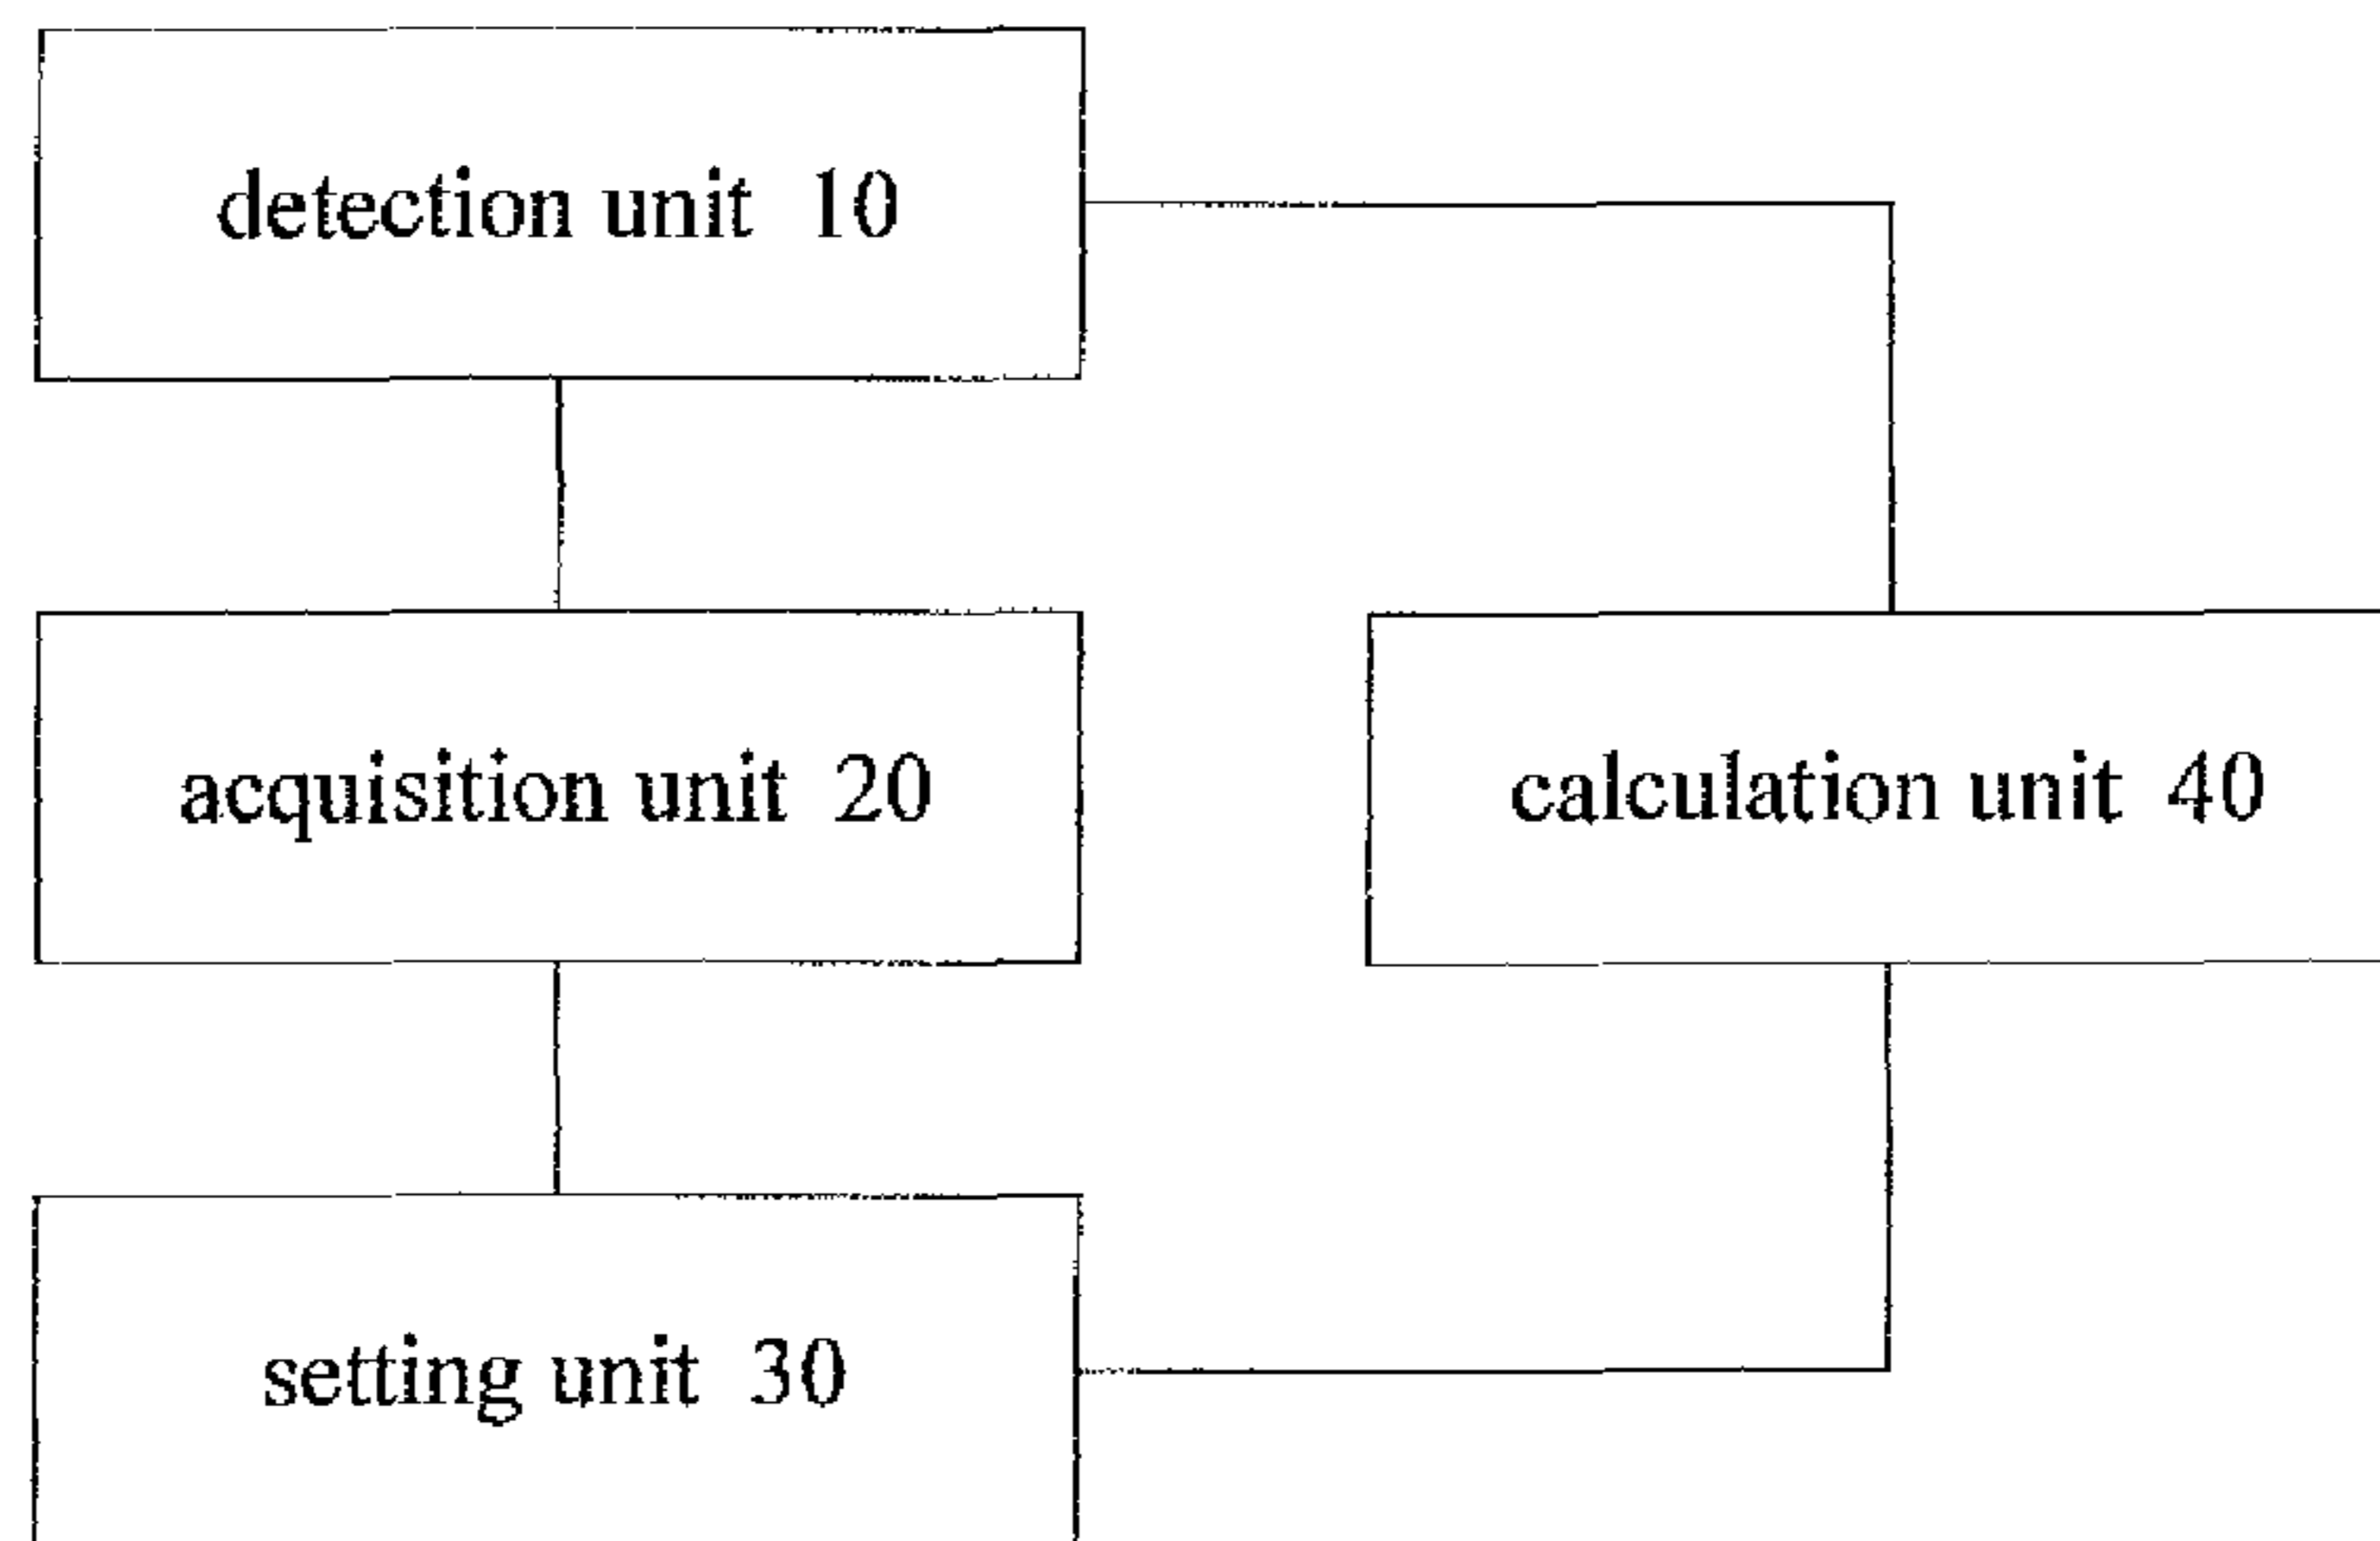 detection unit 10
acquisition unit 20
calculation unit 40
setting unit 30